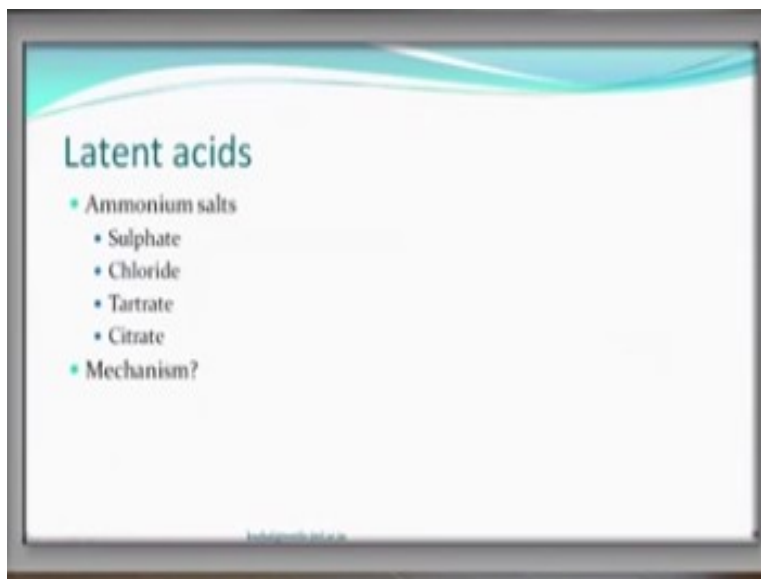 Latent acids
Ammonium salts
Sulphate
Chloride
Tartrate
Citrate
Mechanism?